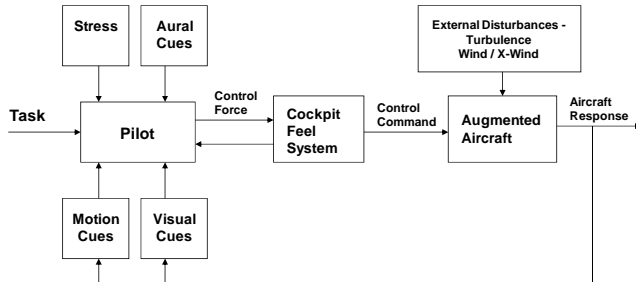 Stress
Aural
Cues
External Disturbances -
Turbulence
Wind / X-Wind
Task
Pilot
Control
Force
Cockpit
Feel
System
Control
Command
Augmented
Aircraft
Aircraft
Response
Motion
Cues
Visual
Cues